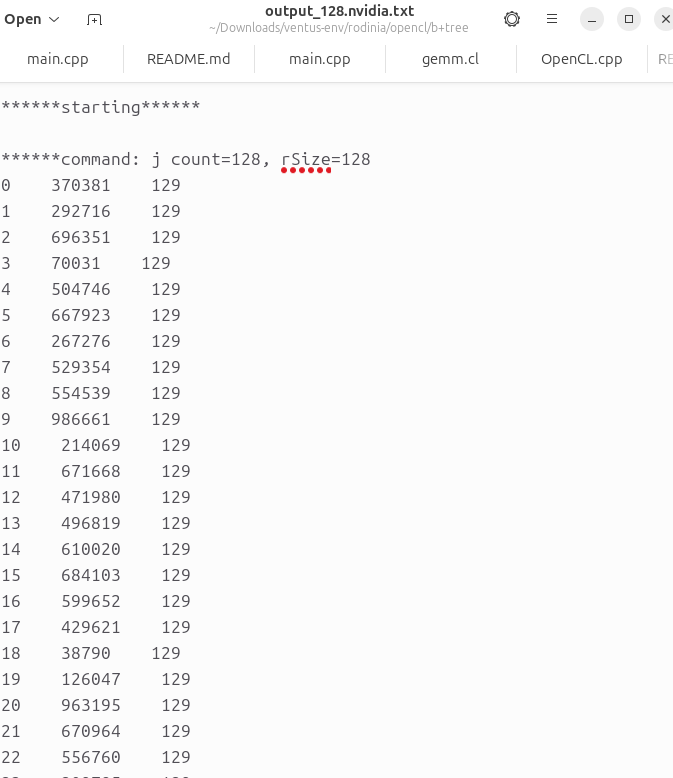 Open
output_128.nvidia.txt
~/Downloads/ventus-env/rodinia/opencl/b+tree
main.cpp README.md main.cpp gemm.cl OpenCL.cpp RE
******starting******
******command: j count=128, rSize=128
0 370381 129
1 292716 129
2 696351 129
3 70031 129
4 504746 129
5 667923 129
6 267276 129
7 529354 129
8 554539 129
9 986661 129
10 214069 129
11 671668 129
12 471980 129
13 496819 129
14 610020 129
15 684103 129
16 599652 129
17 429621 129
18 38790 129
19 126047 129
20 963195 129
21 670964 129
22 556760 129